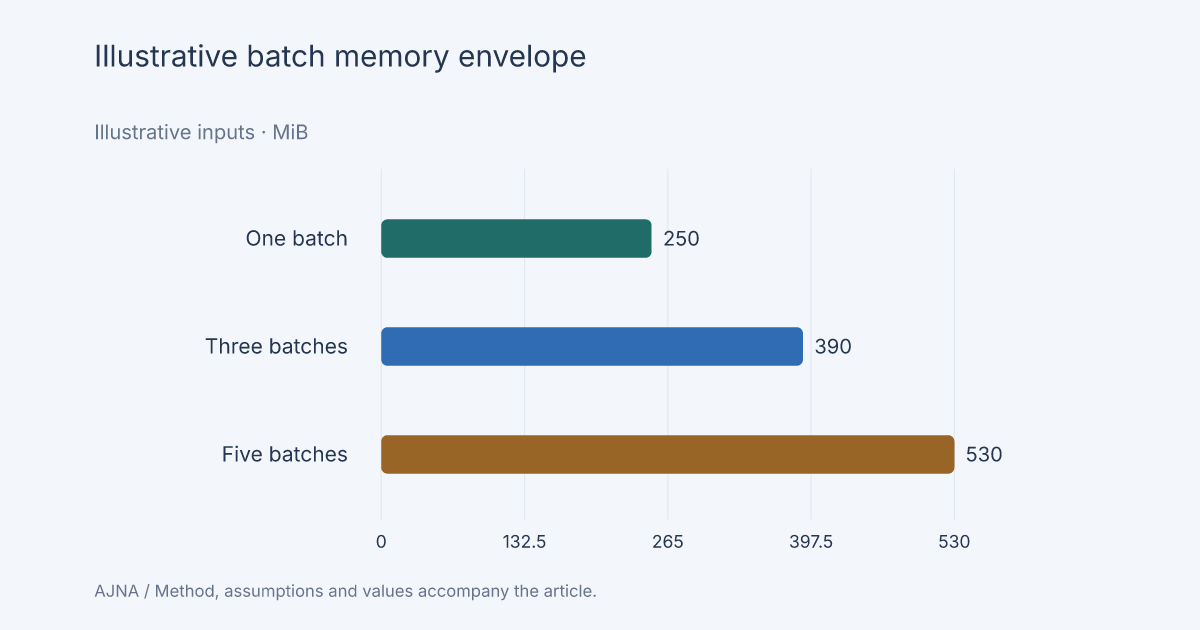 Illustrative batch memory envelope
Illustrative inputs · MiB
One batch 250
Three batches 390
Five batches 530
0 132.5 265 397.5 530
AJNA / Method, assumptions and values accompany the article.